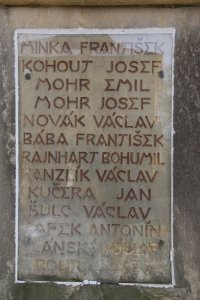 MINKA FRANTIŠEK
KOHOUT JOSEF
MOHR EMIL
MOHR JOSEF
NOVÁK VÁCLAV
BÁBA FRANTIŠEK
RAJNHART BOHUMIL
HANZLÍK VÁCLAV
KUČERA JAN
ŠULC VÁCLAV
ANTONÍN